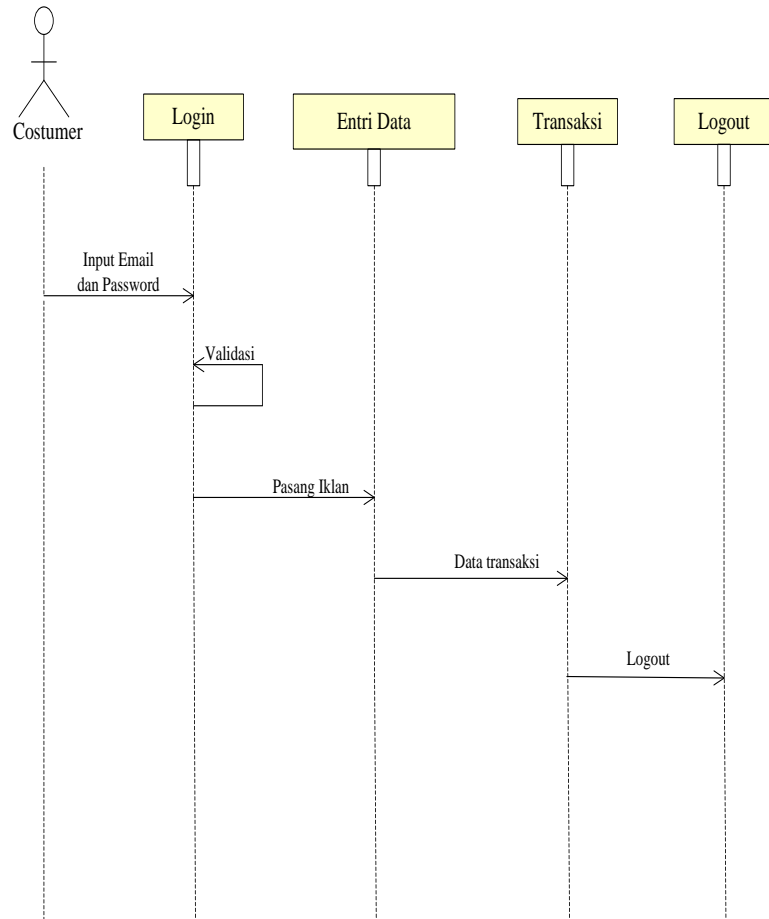 Costumer
Login
Entri Data
Transaksi
Logout
Input Email
dan Password
Validasi
Pasang Iklan
Data transaksi
Logout